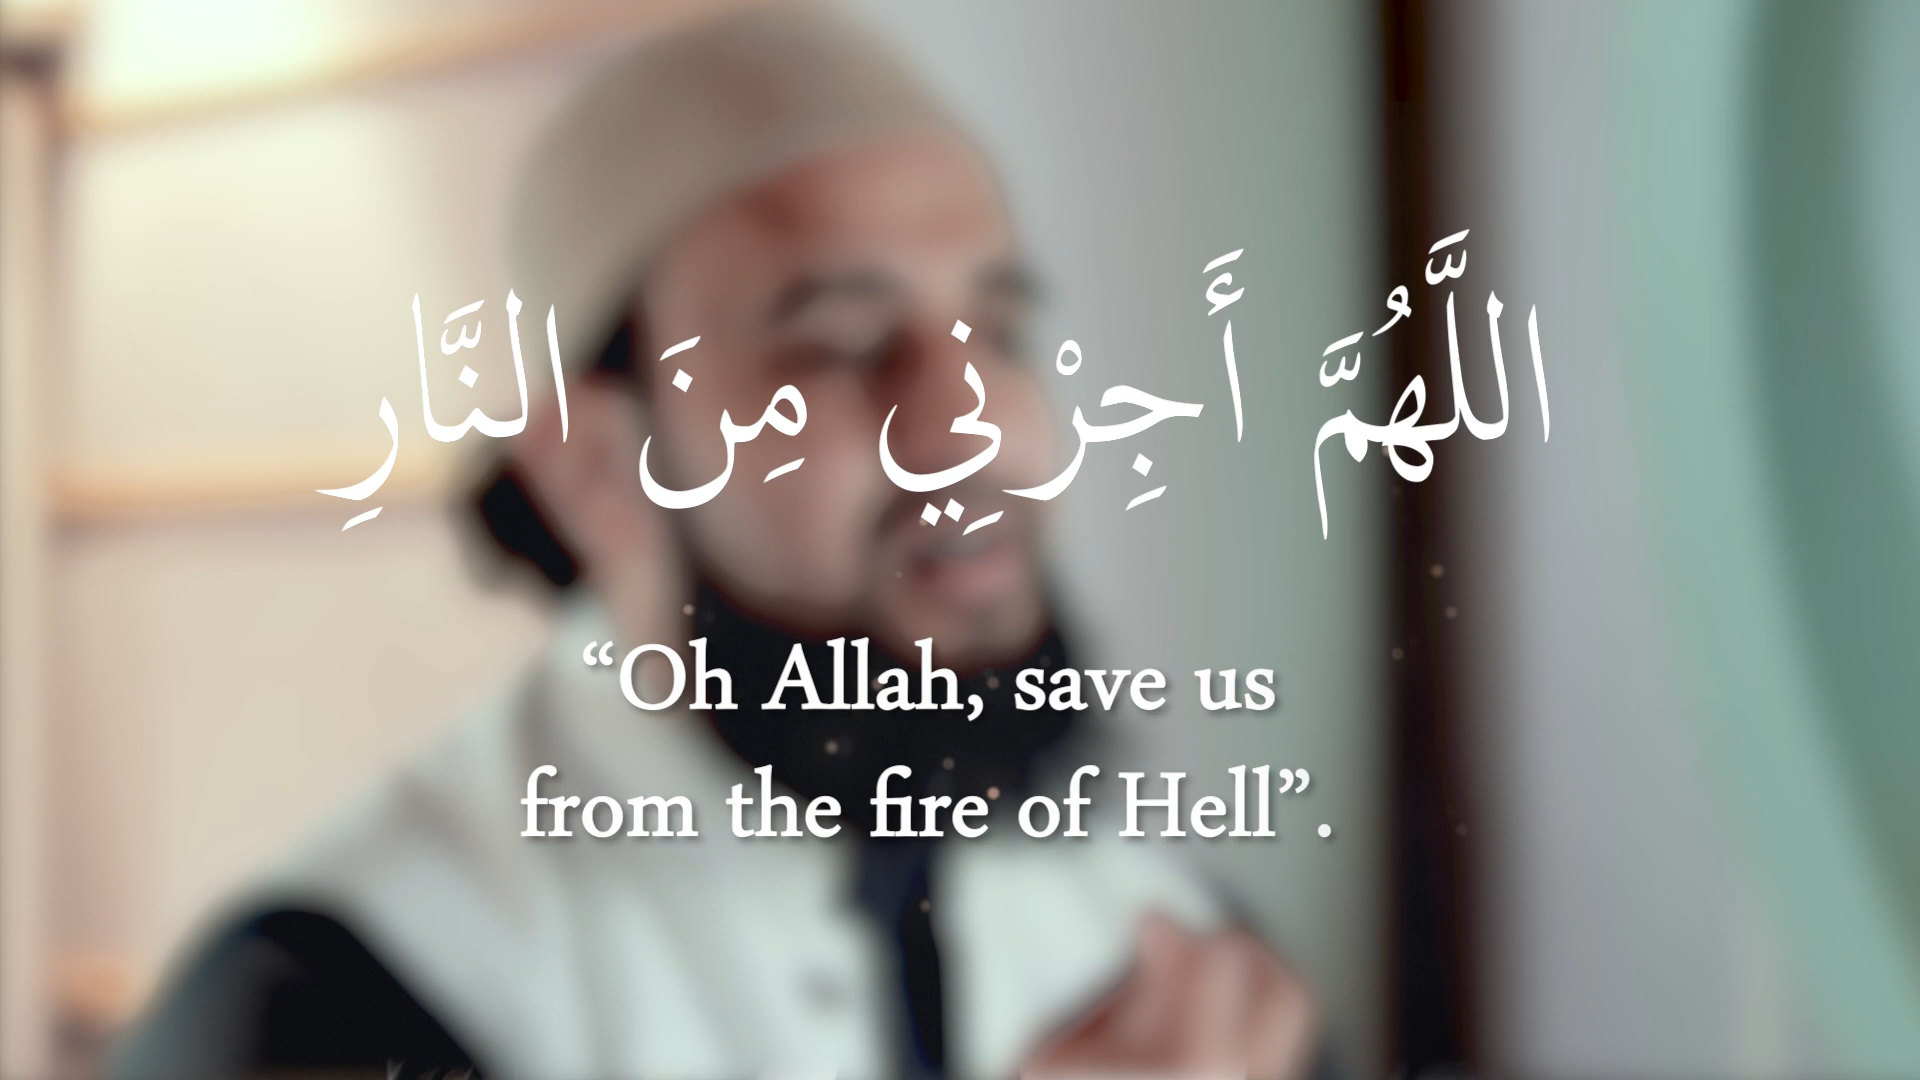 اللَّهُمَّ أَجِرْنِي مِنَ النَّارِ
“Oh Allah, save us
from the fire of Hell”.